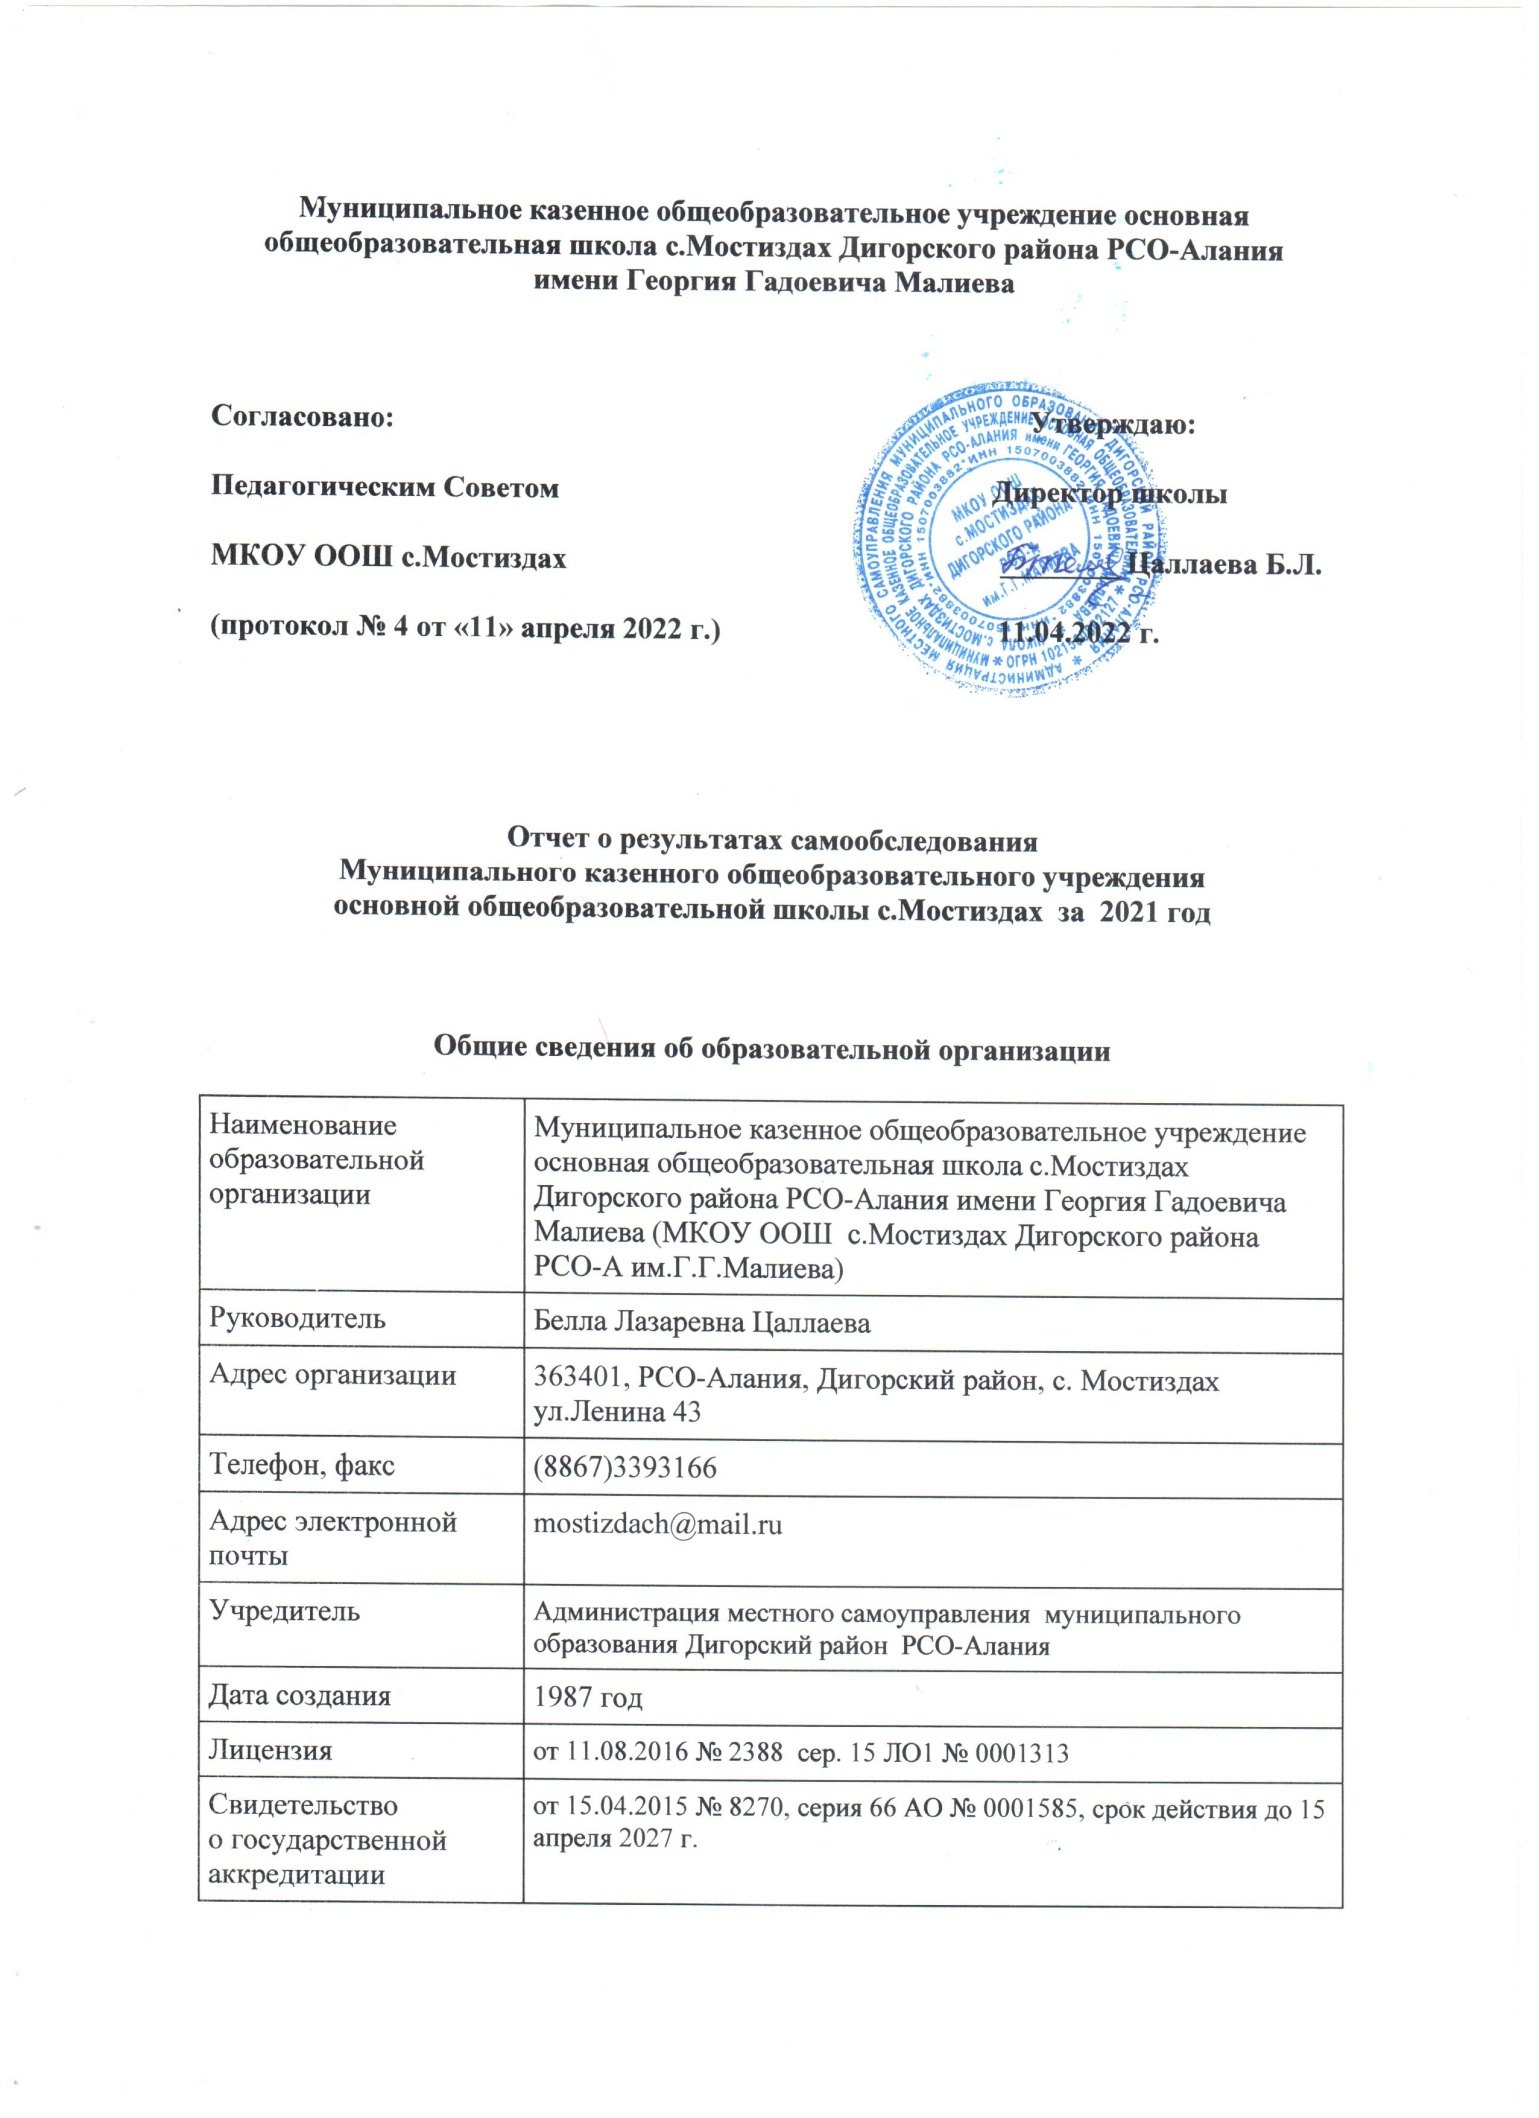 Муниципальное казенное общеобразовательное учреждение основная
общеобразовательная школа с.Мостиздах Дигорского района РСО-Алания
имени Георгия Гадоевича Малиева
Согласовано:
Утверждаю:
Педагогическим Советом
Директор школы
МКОУ ООШ с.Мостиздах
Цаллаева Б.Л.
(протокол № 4 от «11» апреля 2022 г.)
11.04.2022 г.
МКОУ ООШ
с.МОСТИЗДАХ
ДИГОРСКОГО РАЙОНА
им.Г.Г.МАЛИЕВА
Отчет о результатах самообследования
Муниципального казенного общеобразовательного учреждения
основной общеобразовательной школы с.Мостиздах за 2021 год
Общие сведения об образовательной организации
Наименование
образовательной
организации
Муниципальное казенное общеобразовательное учреждение
основная общеобразовательная школа с.Мостиздах
Дигорского района РСО-Алания имени Георгия Гадоевича
Малиева (МКОУ ООШ с.Мостиздах Дигорского района
РСО-А им.Г.Г.Малиева)
Руководитель
Белла Лазаревна Цаллаева
Адрес организации
363401, РСО-Алания, Дигорский район, с. Мостиздах
ул.Ленина 43
Телефон, факс
(8867)3393166
Адрес электронной
почты
mostizdach@mail.ru
Учредитель
Администрация местного самоуправления муниципального
образования Дигорский район РСО-Алания
Дата создания
1987 год
Лицензия
от 11.08.2016 № 2388 сер. 15 ЛО1 № 0001313
Свидетельство
о государственной
аккредитации
от 15.04.2015 № 8270, серия 66 АО № 0001585, срок действия до 15
апреля 2027 г.